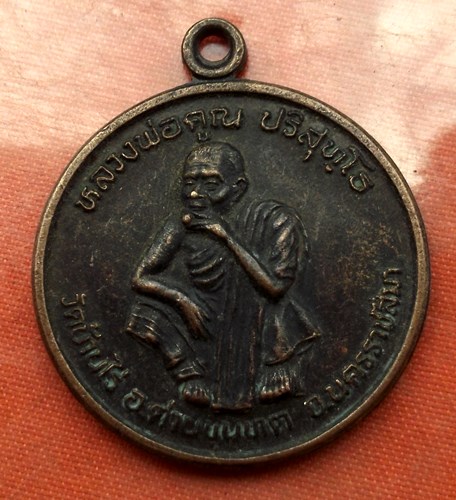 หลวงพ่อคูณ ปริสุทฺโธ
วัดบ้านไร่ อ.ด่านขุนทด จ.นครราชสีมา